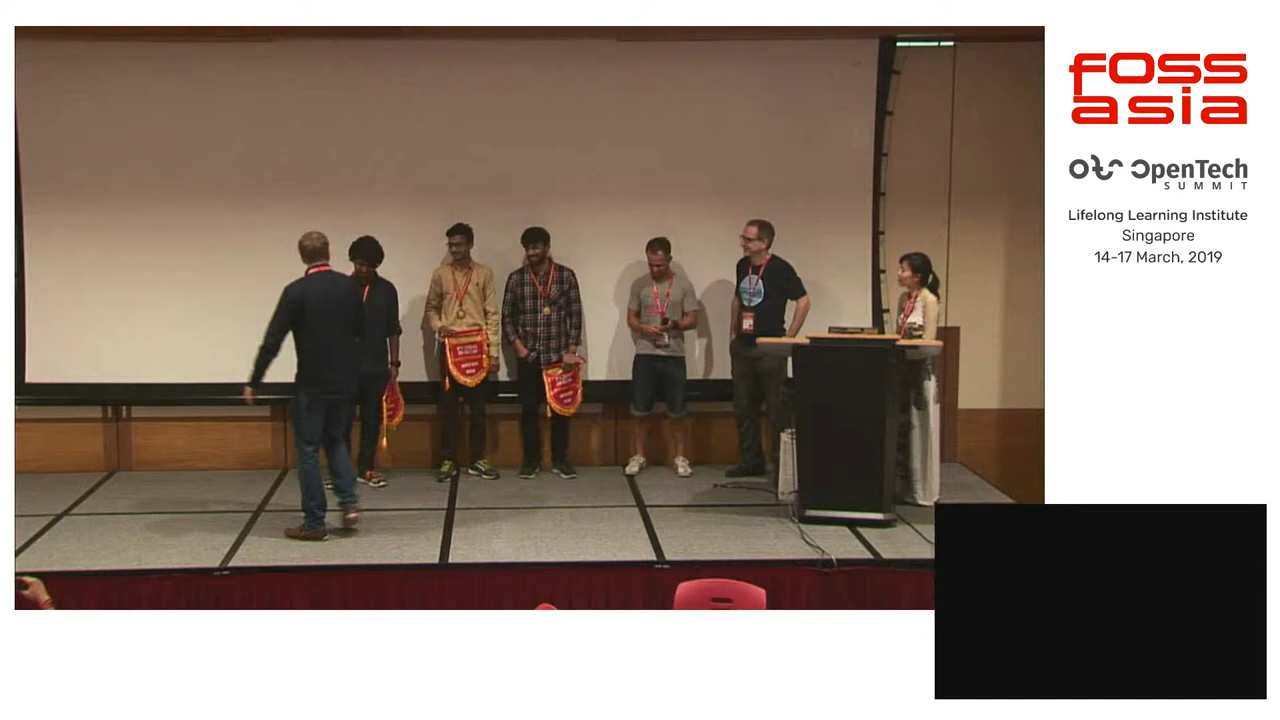 fOSS
asia
OpenTech
SUMMIT
Lifelong Learning Institute
Singapore
14-17 March, 2019